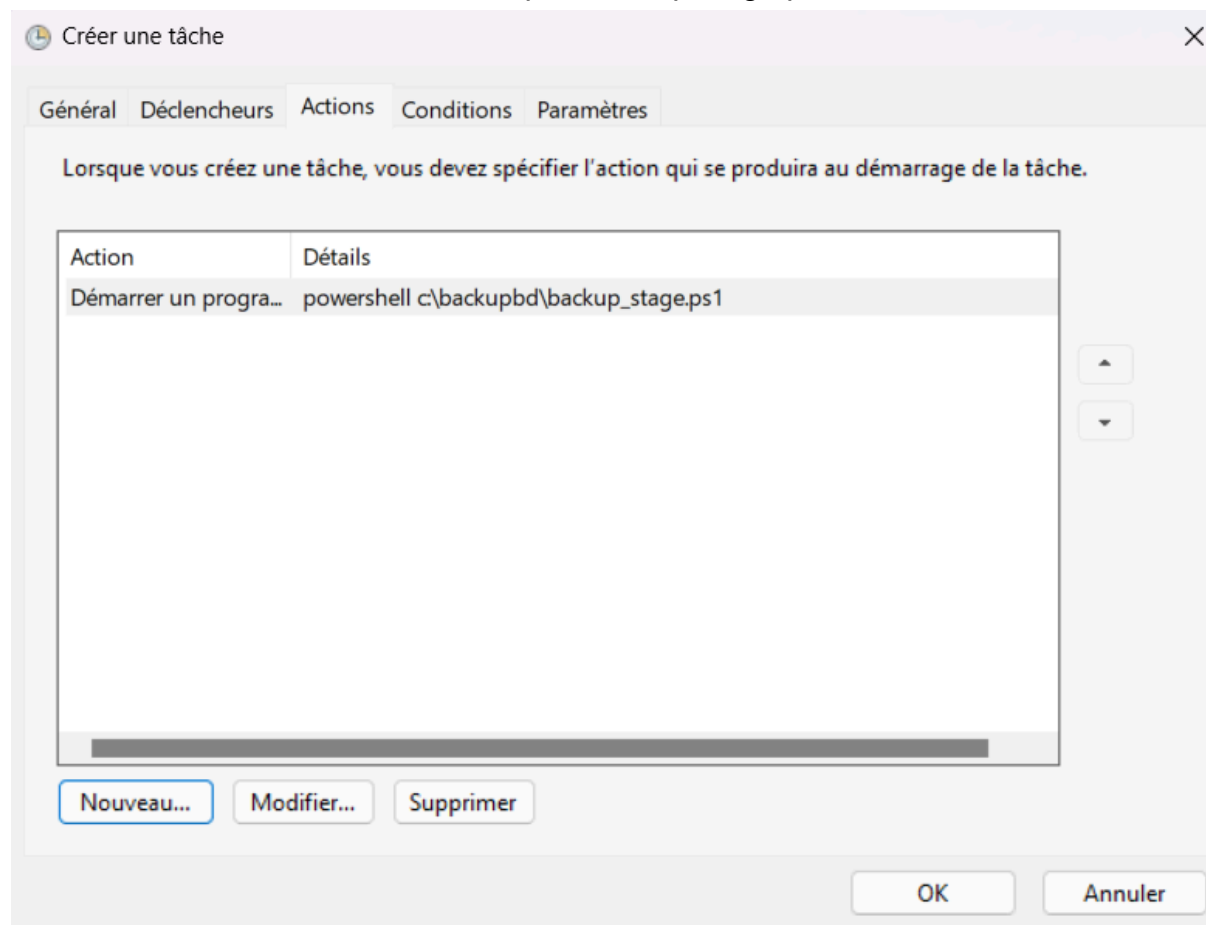 Créer une tâche
Général Déclencheurs Actions Conditions Paramètres
Lorsque vous créez une tâche, vous devez spécifier l'action qui se produira au démarrage de la tâche.
Action Détails
Démarrer un progra... powershell c:\backupbd\backup_stage.ps1
Nouveau... Modifier... Supprimer
OK Annuler